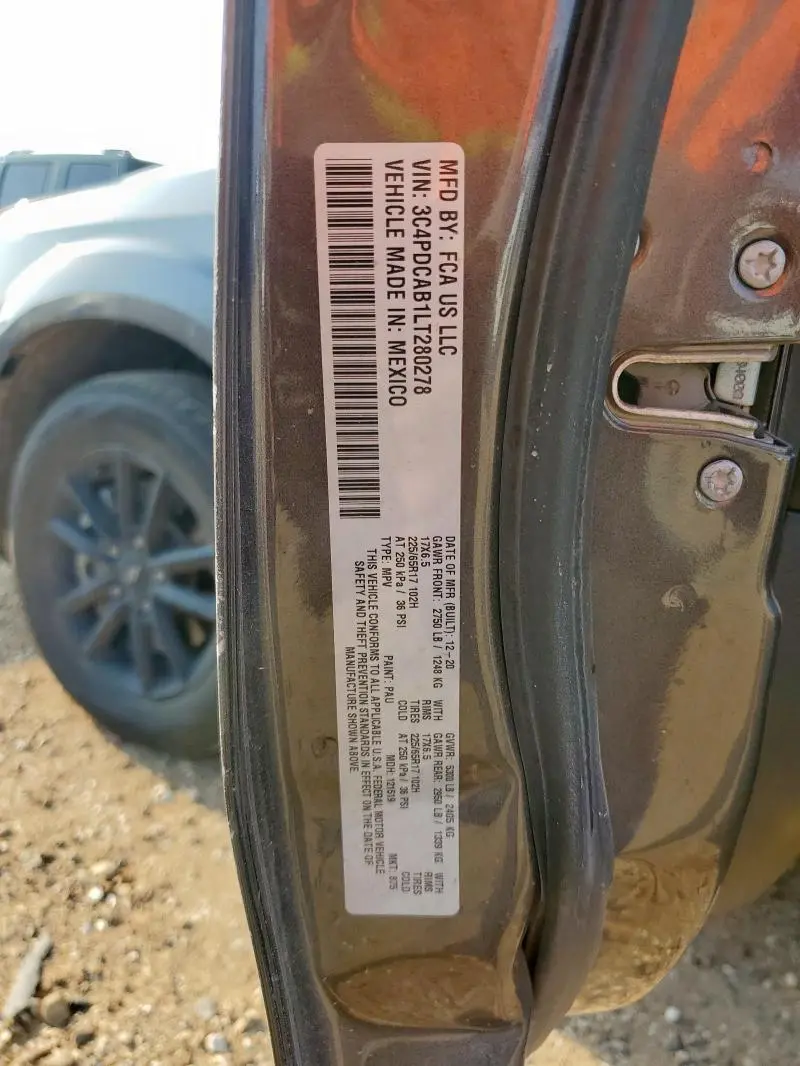 MFD BY: FCA US LLC
VIN: 3C4PDCAB1LT280278
VEHICLE MADE IN: MEXICO
DATE OF MFR (BUILT): 12-20 GVWR: 5300 LB / 2405 KG
GAWR FRONT: 2750 LB / 1248 KG WITH GAWR REAR: 2950 LB / 1339 KG WITH
17X6.5 RIMS 17X6.5 RIMS
225/65R17 102H TIRES 225/65R17 102H TIRES
AT 250 kPa / 36 PSI COLD AT 250 kPa / 36 PSI COLD
TYPE: MPV PAINT: PAU MDH: 121619 MKT: 875
THIS VEHICLE CONFORMS TO ALL APPLICABLE U.S.A. FEDERAL MOTOR VEHICLE
SAFETY AND THEFT PREVENTION STANDARDS IN EFFECT ON THE DATE OF
MANUFACTURE SHOWN ABOVE.